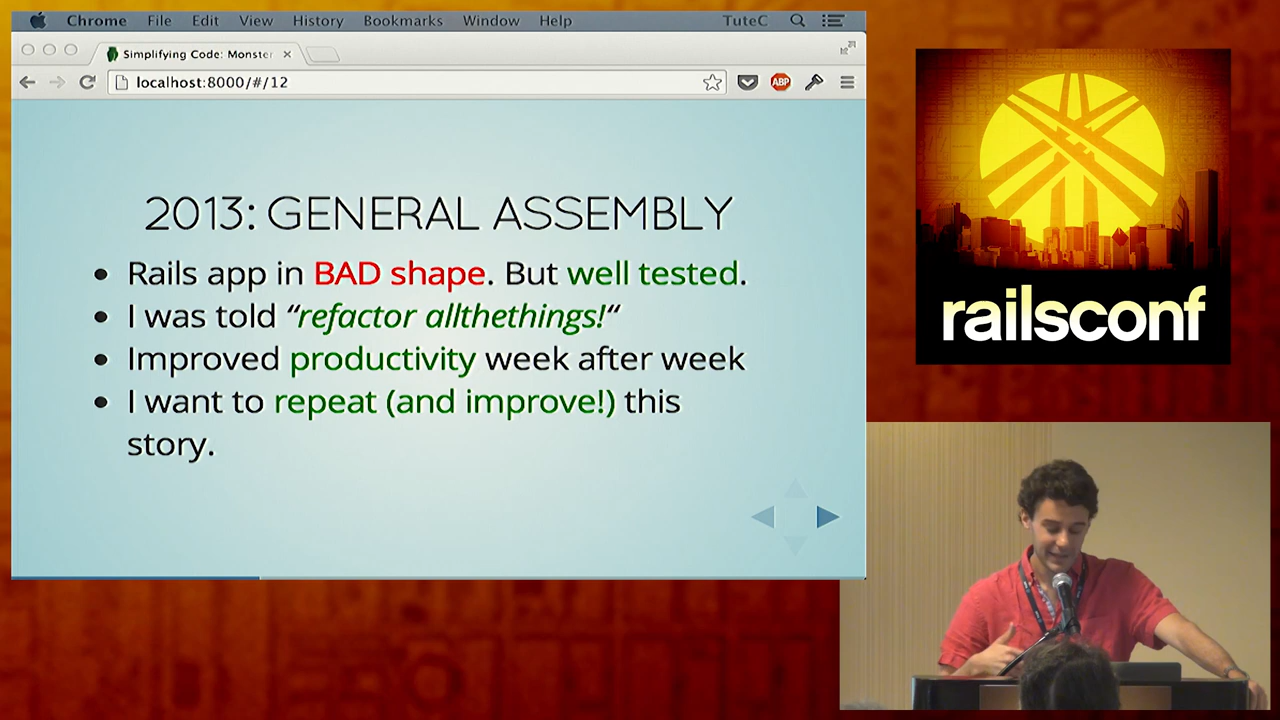 Chrome File Edit View History Bookmarks Window Help TuteC
Simplifying Code: Monster
localhost:8000/#/12
ABP
2013: GENERAL ASSEMBLY
Rails app in BAD shape. But well tested.
I was told “refactor allthethings!“
Improved productivity week after week
I want to repeat (and improve!) this
story.
railsconf